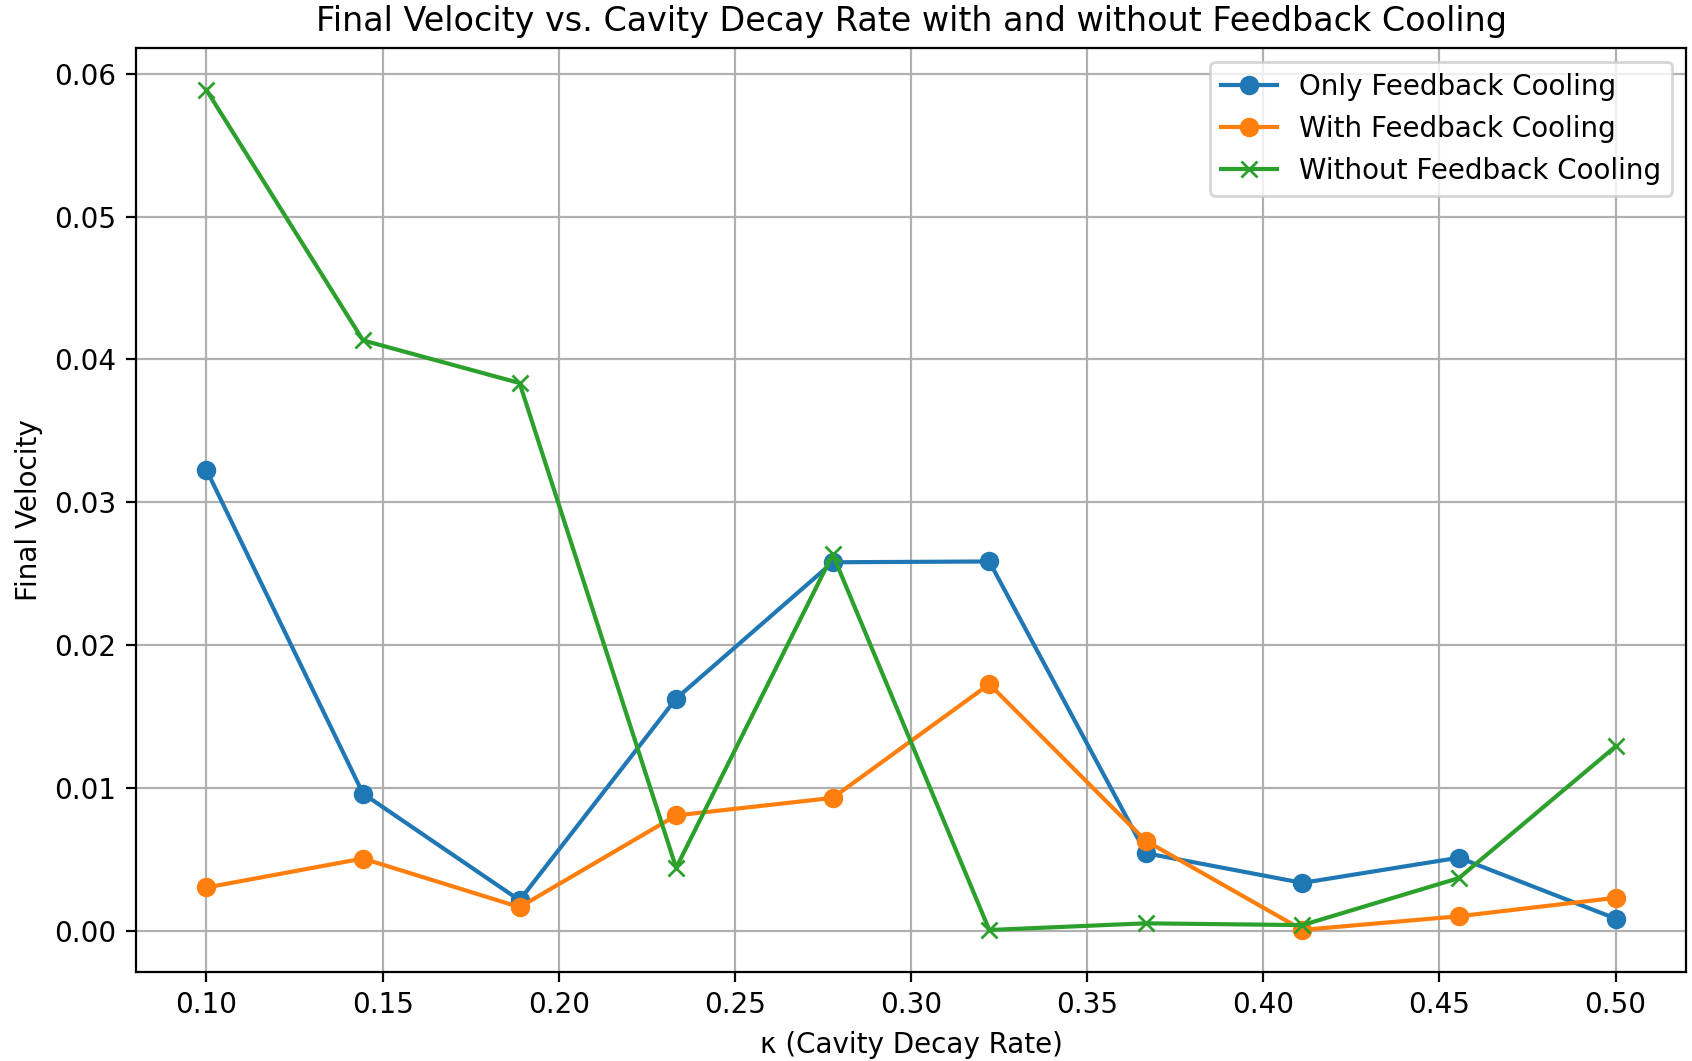 Final Velocity vs. Cavity Decay Rate with and without Feedback Cooling
Only Feedback Cooling
With Feedback Cooling
Without Feedback Cooling
0.06
0.05
0.04
0.03
0.02
0.01
0.00
Final Velocity
0.10 0.15 0.20 0.25 0.30 0.35 0.40 0.45 0.50
κ (Cavity Decay Rate)